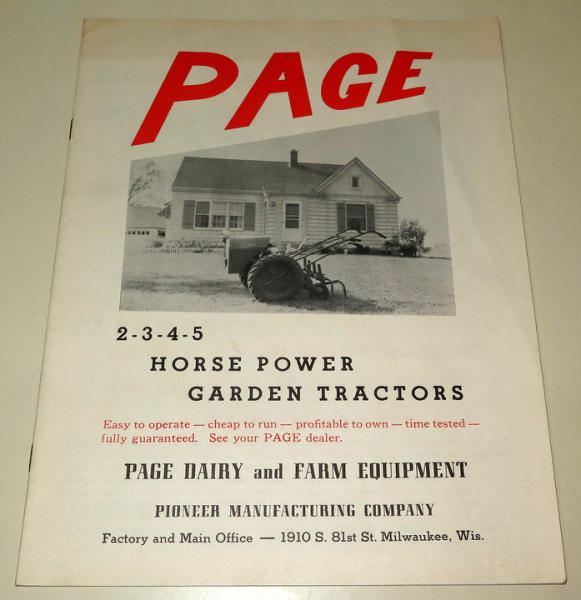 PAGE
2-3-4-5
HORSE POWER
GARDEN TRACTORS
Easy to operate — cheap to run — profitable to own — time tested —
fully guaranteed. See your PAGE dealer.
PAGE DAIRY and FARM EQUIPMENT
PIONEER MANUFACTURING COMPANY
Factory and Main Office — 1910 S. 81st St. Milwaukee, Wis.